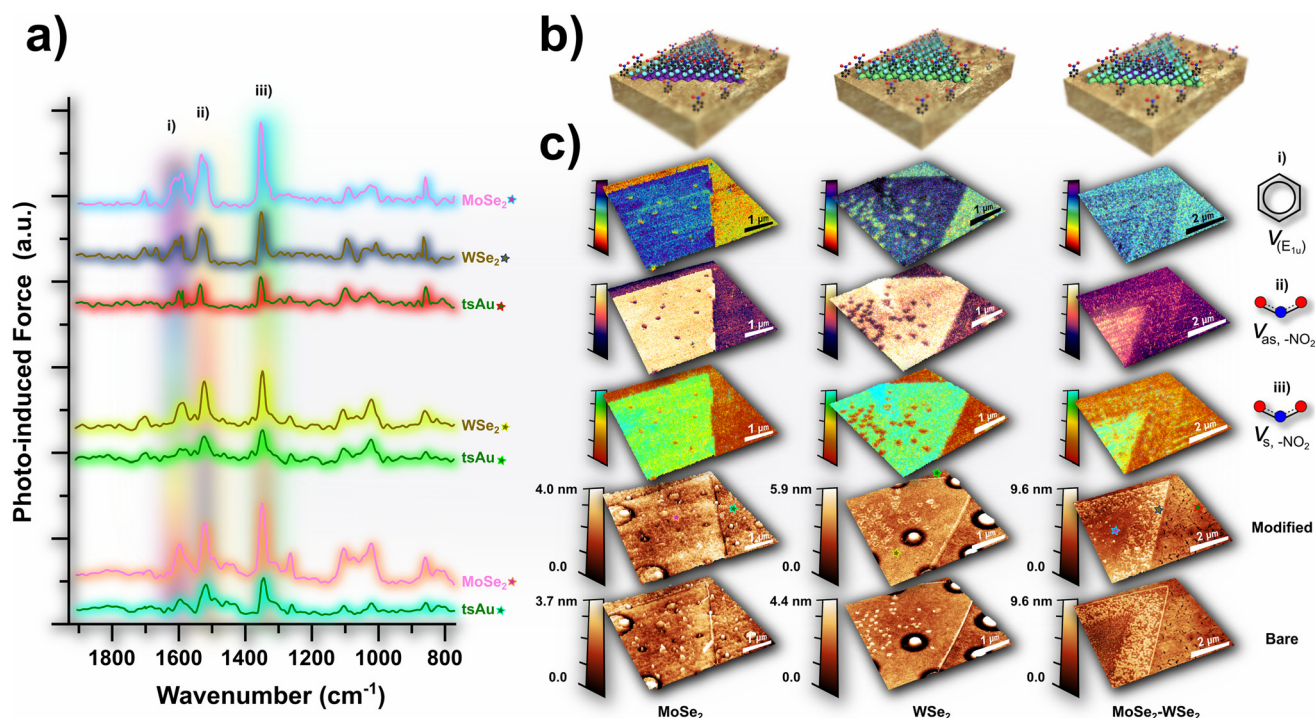 a)
i)
ii)
iii)
Photo-induced Force (a.u.)
MoSe2
WSe2
tsAu
WSe2
tsAu
MoSe2
tsAu
1800 1600 1400 1200 1000 800
Wavenumber (cm-1)
b)
c)
1 µm
1 µm
2 µm
i)
V(E1u)
1 µm
1 µm
2 µm
ii)
Vas, -NO2
1 µm
1 µm
2 µm
iii)
Vs, -NO2
4.0 nm
0.0
1 µm
5.9 nm
0.0
1 µm
9.6 nm
0.0
2 µm
Modified
3.7 nm
0.0
1 µm
4.4 nm
0.0
1 µm
9.6 nm
0.0
2 µm
Bare
MoSe2
WSe2
MoSe2-WSe2